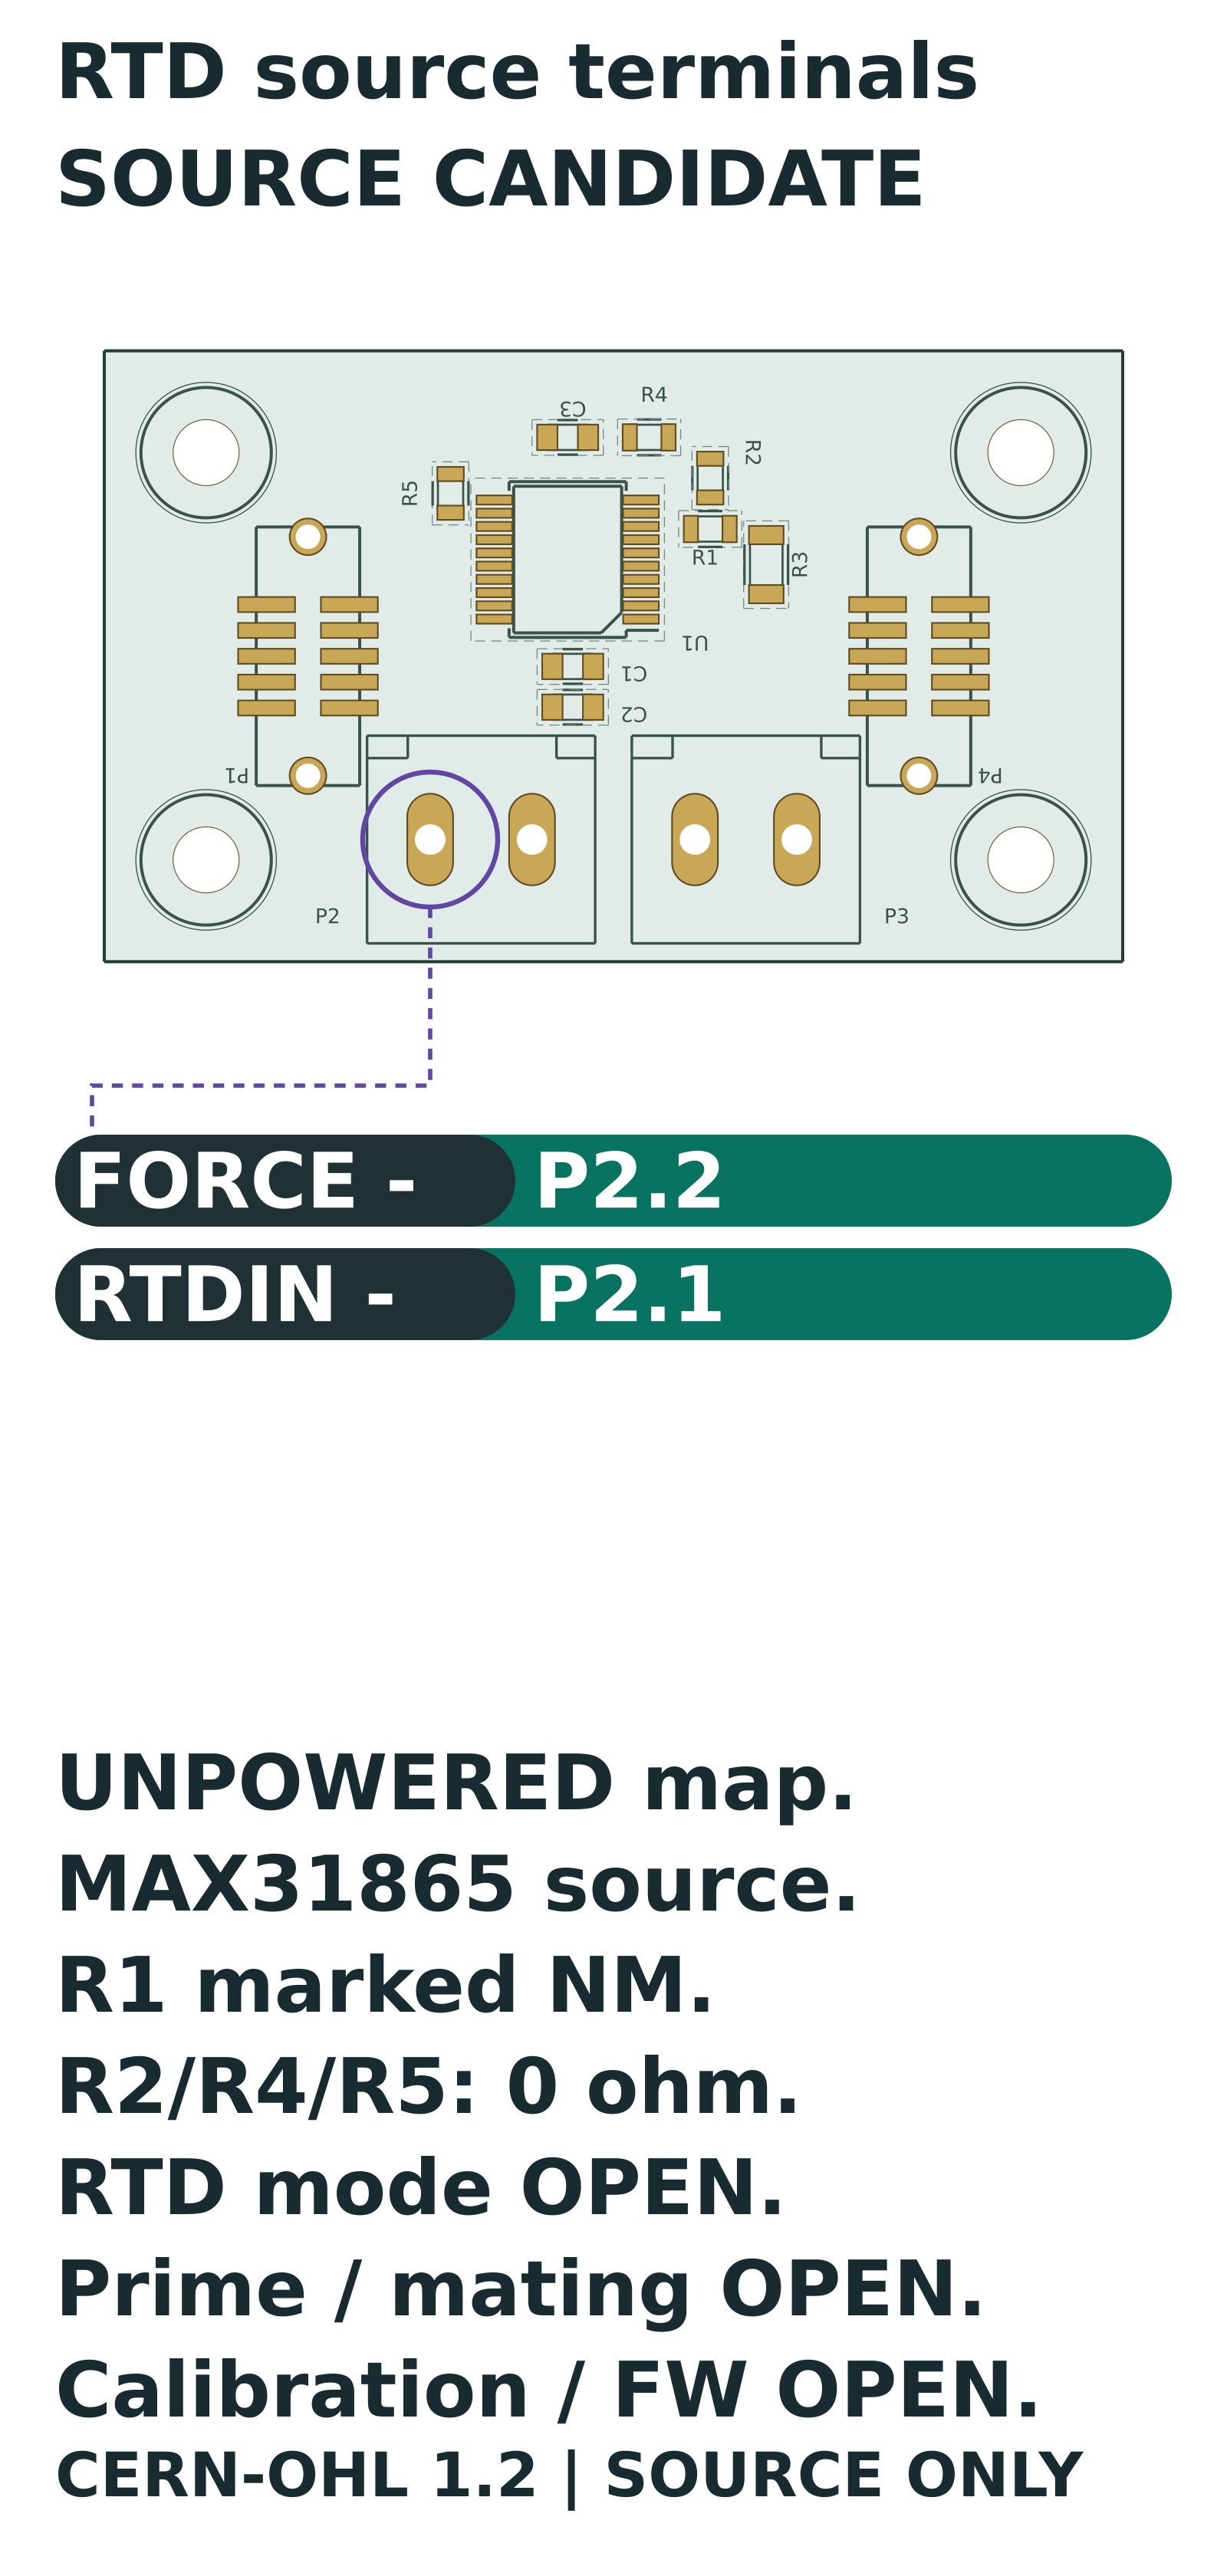 RTD source terminals
SOURCE CANDIDATE
C3
R4
R2
R5
R1
R3
U1
C1
C2
P1
P4
P2
P3
FORCE - P2.2
RTDIN - P2.1
UNPOWERED map.
MAX31865 source.
R1 marked NM.
R2/R4/R5: 0 ohm.
RTD mode OPEN.
Prime / mating OPEN.
Calibration / FW OPEN.
CERN-OHL 1.2 | SOURCE ONLY